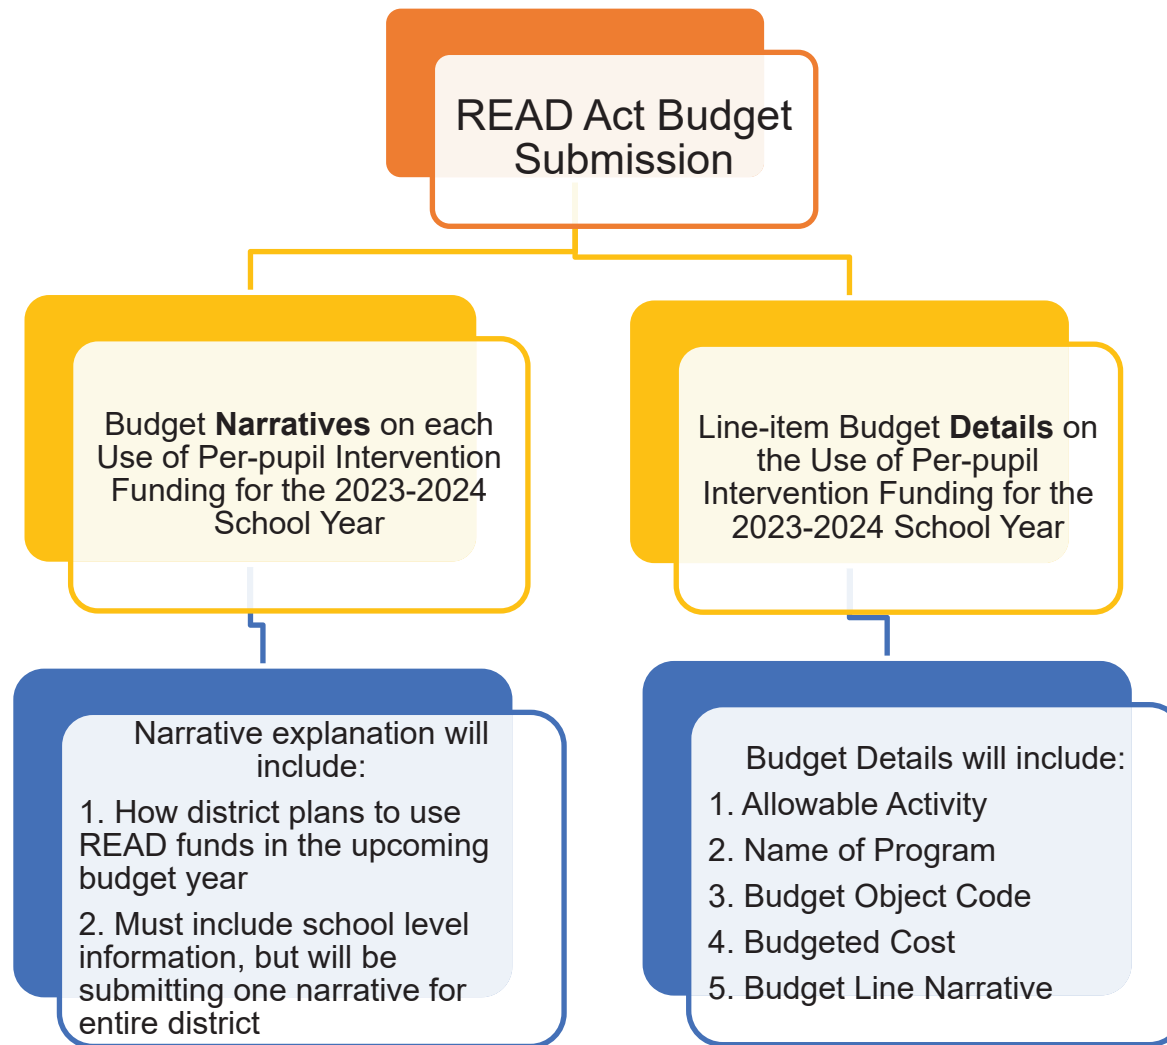 READ Act Budget
Submission
Budget Narratives on each
Use of Per-pupil Intervention
Funding for the 2023-2024
School Year
Line-item Budget Details on
the Use of Per-pupil
Intervention Funding for the
2023-2024 School Year
Narrative explanation will
include:
1. How district plans to use
READ funds in the upcoming
budget year
2. Must include school level
information, but will be
submitting one narrative for
entire district
Budget Details will include:
1. Allowable Activity
2. Name of Program
3. Budget Object Code
4. Budgeted Cost
5. Budget Line Narrative